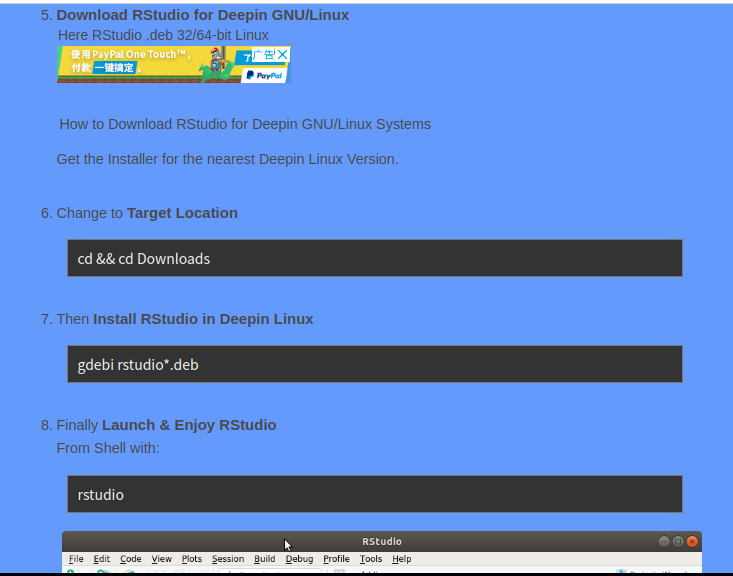 5. Download RStudio for Deepin GNU/Linux
Here RStudio .deb 32/64-bit Linux
使用 PayPal One Touch™,
付款 一键搞定 。
了
广告
PayPal
How to Download RStudio for Deepin GNU/Linux Systems
Get the Installer for the nearest Deepin Linux Version.
6. Change to Target Location
cd && cd Downloads
7. Then Install RStudio in Deepin Linux
gdebi rstudio*.deb
8. Finally Launch & Enjoy RStudio
From Shell with:
rstudio
RStudio
File Edit Code View Plots Session Build Debug Profile Tools Help